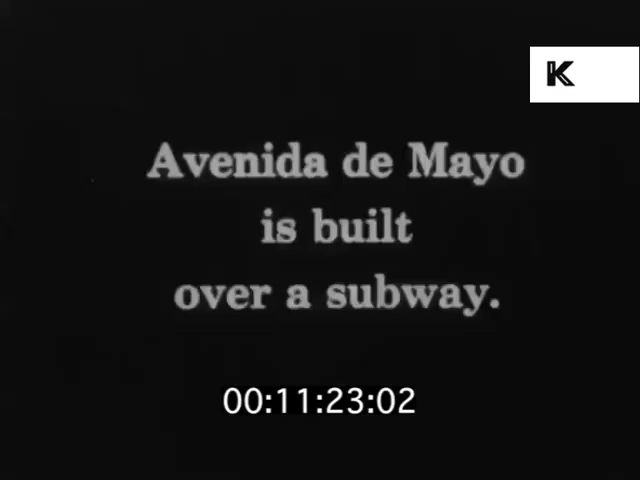 K
Avenida de Mayo
is built
over a subway.
00:11:23:02